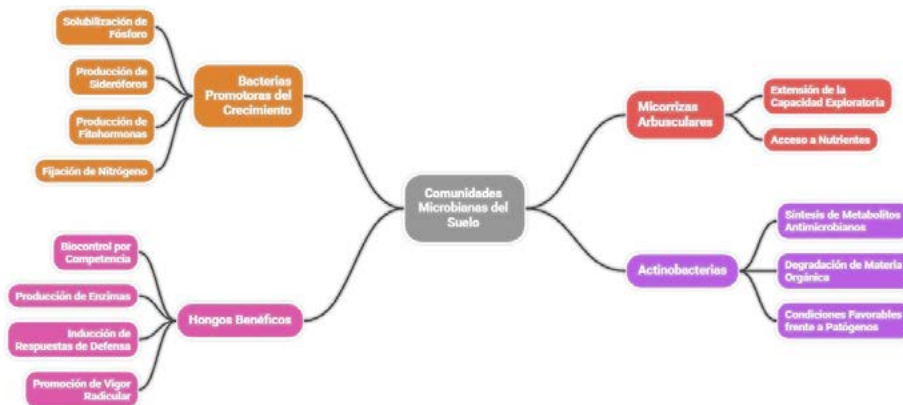 Solubilización de
Fósforo
Producción de
Sideróforos
Producción de
Fitohormonas
Fijación de Nitrógeno
Bacterias
Promotoras del
Crecimiento
Biocontrol por
Competencia
Producción de Enzimas
Inducción de
Respuestas de Defensa
Promoción de Vigor
Radicular
Hongos Benéficos
Comunidades
Microbianas del
Suelo
Micorrizas
Arbusculares
Extensión de la
Capacidad Exploratoria
Acceso a Nutrientes
Actinobacterias
Síntesis de Metabolitos
Antimicrobianos
Degradación de Materia
Orgánica
Condiciones Favorables
frente a Patógenos